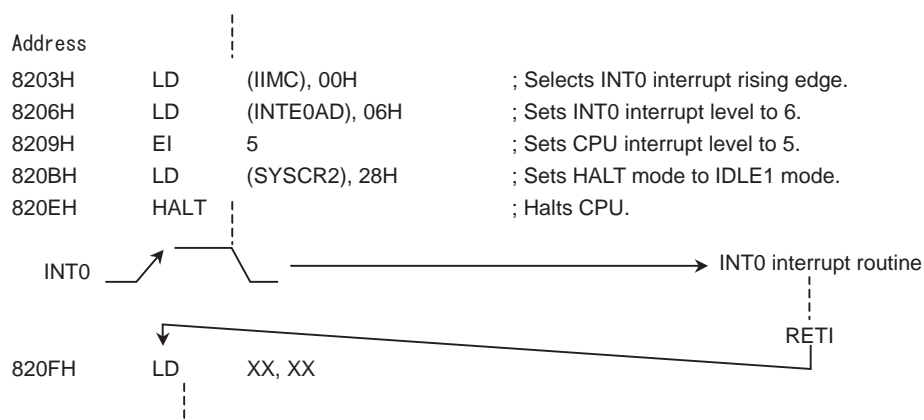 Address
8203H LD (IIMC), 00H ; Selects INT0 interrupt rising edge.
8206H LD (INTE0AD), 06H ; Sets INT0 interrupt level to 6.
8209H EI 5 ; Sets CPU interrupt level to 5.
820BH LD (SYSCR2), 28H ; Sets HALT mode to IDLE1 mode.
820EH HALT ; Halts CPU.
INT0 INT0 interrupt routine
RETI
820FH LD XX, XX